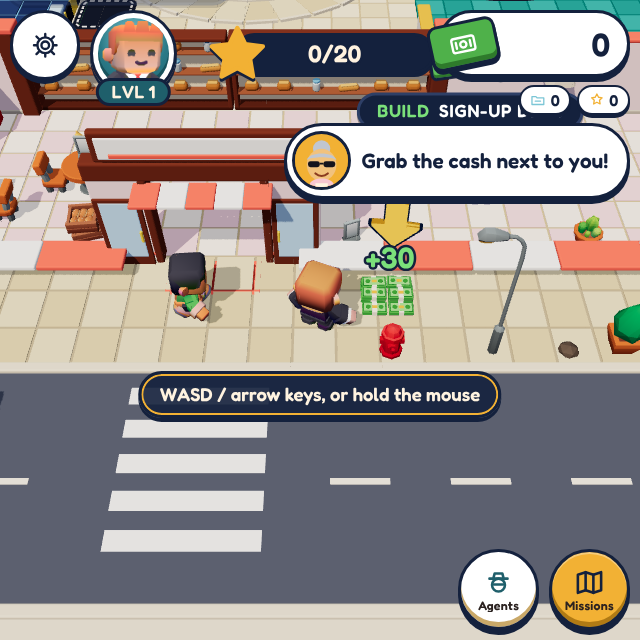 0/20
0
LVL 1
BUILD SIGN-UP
0
0
Grab the cash next to you!
+30
WASD / arrow keys, or hold the mouse
Agents
Missions